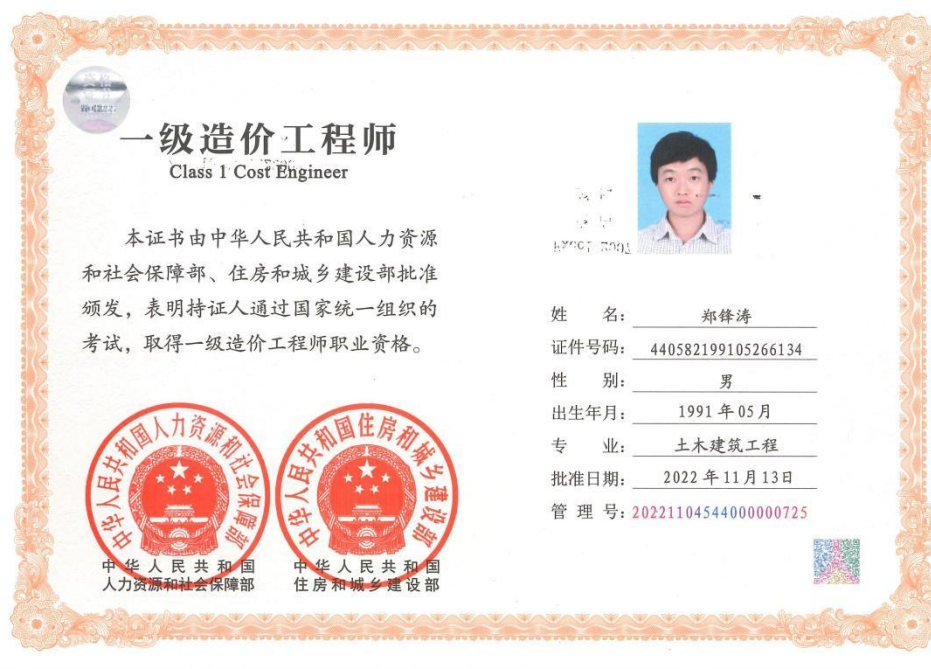 一级造价工程师
Class 1 Cost Engineer
本证书由中华人民共和国人力资源
和社会保障部、住房和城乡建设部批准
颁发，表明持证人通过国家统一组织的
考试，取得一级造价工程师职业资格。
中华人民共和国人力资源和社会保障部
中华人民共和国
人力资源和社会保障部
中华人民共和国住房和城乡建设部
中华人民共和国
住房和城乡建设部
姓 名：郑锋涛
证件号码：440582199105266134
性 别：男
出生年月：1991年05月
专 业：土木建筑工程
批准日期：2022年11月13日
管 理 号：20221104544000000725